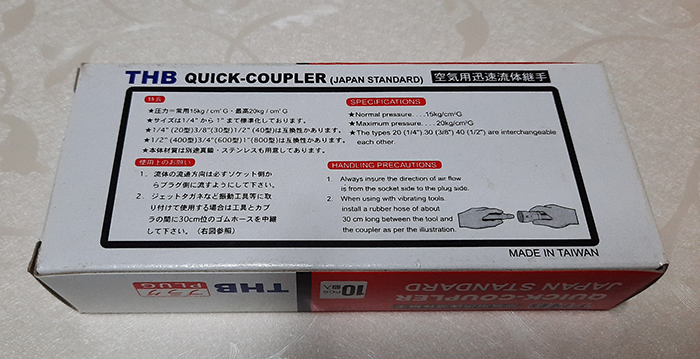 THB QUICK-COUPLER (JAPAN STANDARD) 空気用迅速流体継手
特長
★圧力＝常用15kg/cm²G・最高20kg/cm²G
★サイズは1/4"から1"まで標準化しております。
★1/4"(20型)3/8"(30型)1/2"(40型)は互換性があります。
★1/2"(400型)3/4"(600型)1"(800型)は互換性があります。
★本体材質は別途真鍮・ステンレスも用意してあります。
使用上のお願い
1. 流体の流通方向は必ずソケット側か
らプラグ側に流すようにして下さい。
2. ジェットタガネなど振動工具等に取
り付けて使用する場合は工具とカプ
ラの間に30cm位のゴムホースを中継
して下さい。（右図参照）
SPECIFICATIONS
★Normal pressure....15kg/cm²G
★Maximum pressure....20kg/cm²G
★The types 20 (1/4") 30 (3/8") 40 (1/2") are interchangeable
each other.
HANDLING PRECAUTIONS
1. Always insure the direction of air flow
is from the socket side to the plug side.
2. When using with vibrating tools
install a rubber hose of about
30 cm long between the tool and
the coupler as per the illustration.
MADE IN TAIWAN
プラグ
PLUG
THB
10 PCS
個入
QUICK-COUPLER
JAPAN STANDARD